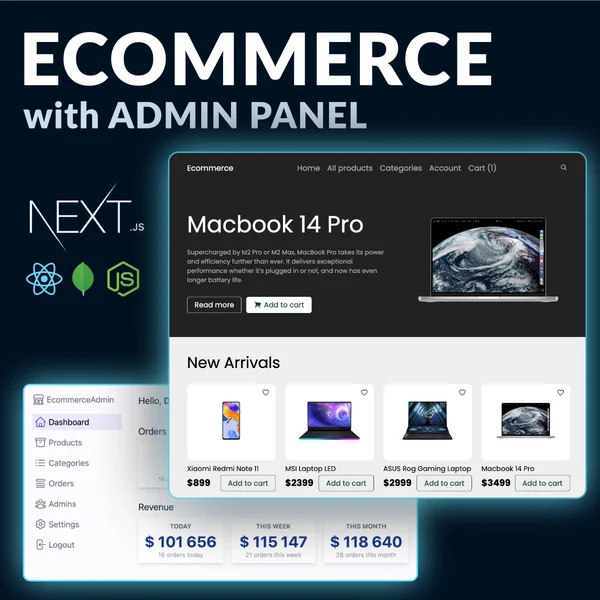 ECOMMERCE
with ADMIN PANEL
NEXT.JS
JS
Ecommerce
Home All products Categories Account Cart (1)
Macbook 14 Pro
Supercharged by M2 Pro or M2 Max, MacBook Pro takes its power
and efficiency further than ever. It delivers exceptional
performance whether it's plugged in or not, and now has even
longer battery life.
Read more Add to cart
New Arrivals
Xiaomi Redmi Note 11 MSI Laptop LED ASUS Rog Gaming Laptop Macbook 14 Pro
$899 Add to cart $2399 Add to cart $2999 Add to cart $3499 Add to cart
EcommerceAdmin
Dashboard
Products
Categories
Orders
Admins
Settings
Logout
Hello, D
Orders
16
Revenue
TODAY THIS WEEK THIS MONTH
$ 101 656 $ 115 147 $ 118 640
16 orders today 21 orders this week 28 orders this month